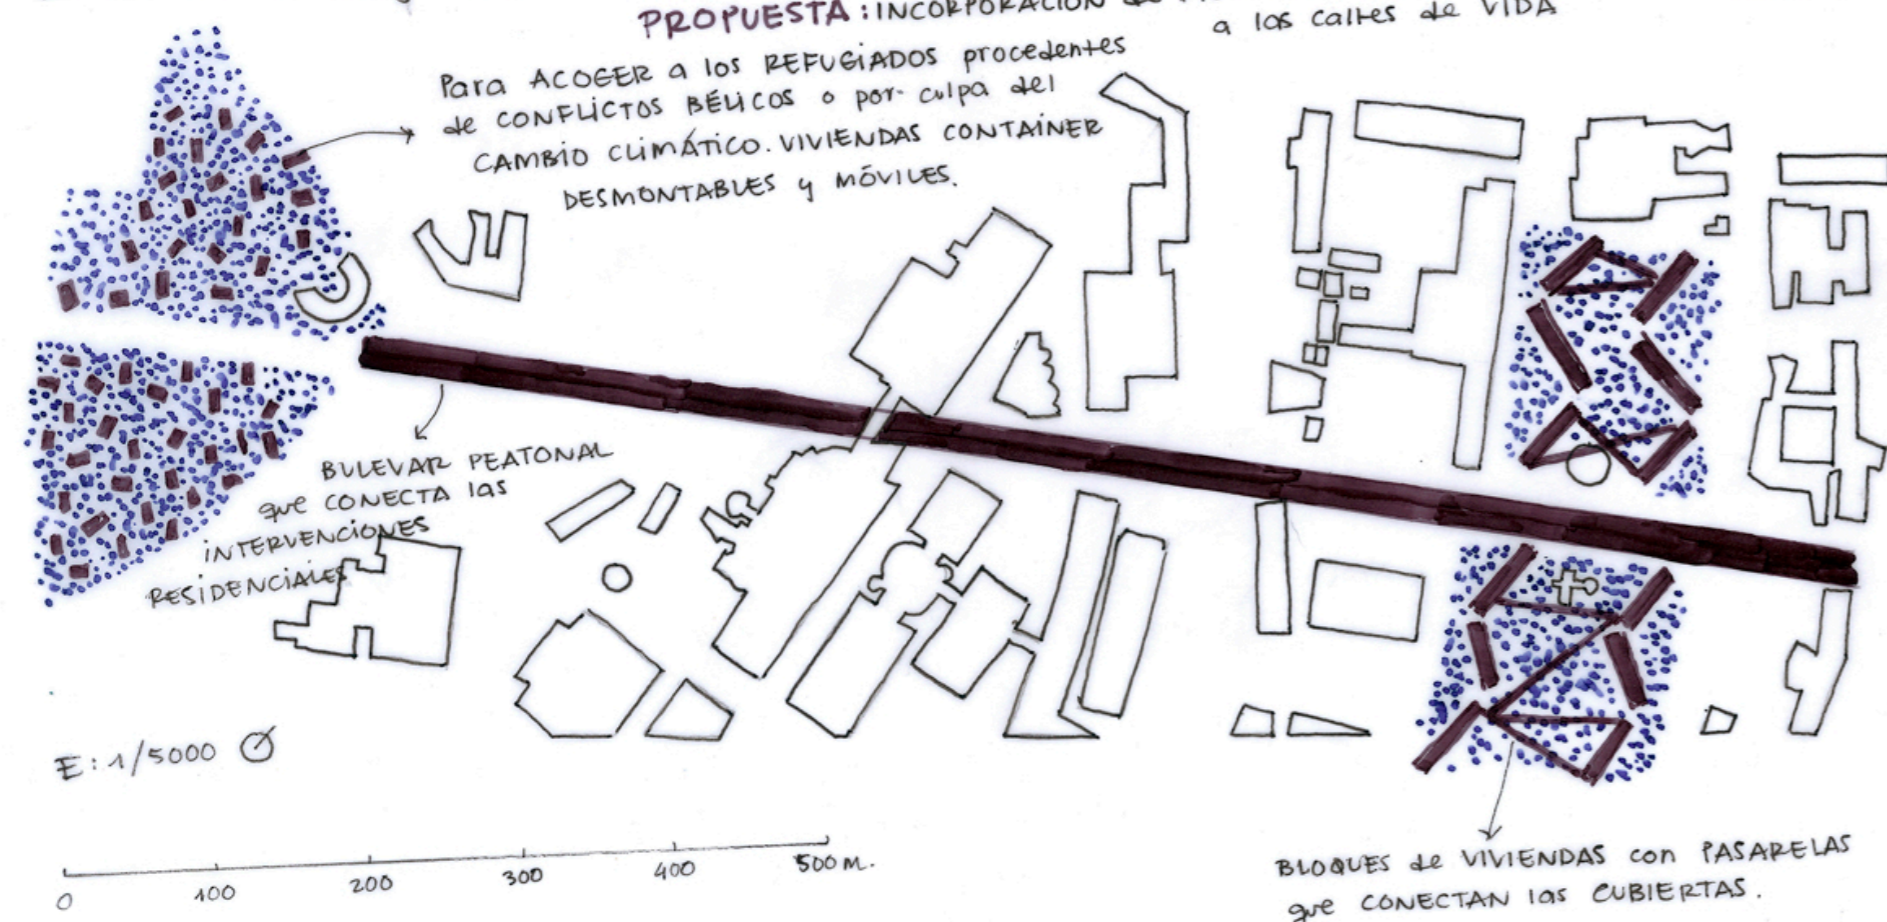 PROPUESTA: INCORPORACIÓN de
a las calles de VIDA
Para ACOGER a los REFUGIADOS procedentes
de CONFLICTOS BÉLICOS o por culpa del
CAMBIO CLIMÁTICO. VIVIENDAS CONTAINER
DESMONTABLES y MÓVILES.
BULEVAR PEATONAL
que CONECTA las
INTERVENCIONES
RESIDENCIALES
E: 1/5000
0 100 200 300 400 500 M.
BLOQUES de VIVIENDAS con PASARELAS
que CONECTAN las CUBIERTAS.